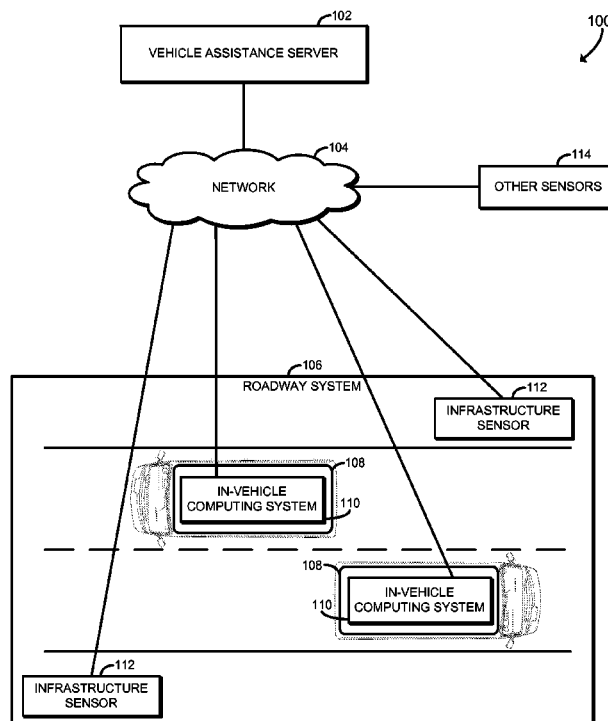 100
102
VEHICLE ASSISTANCE SERVER
104
NETWORK
114
OTHER SENSORS
106
ROADWAY SYSTEM
112
INFRASTRUCTURE
SENSOR
108
IN-VEHICLE
COMPUTING SYSTEM
110
108
IN-VEHICLE
COMPUTING SYSTEM
110
112
INFRASTRUCTURE
SENSOR